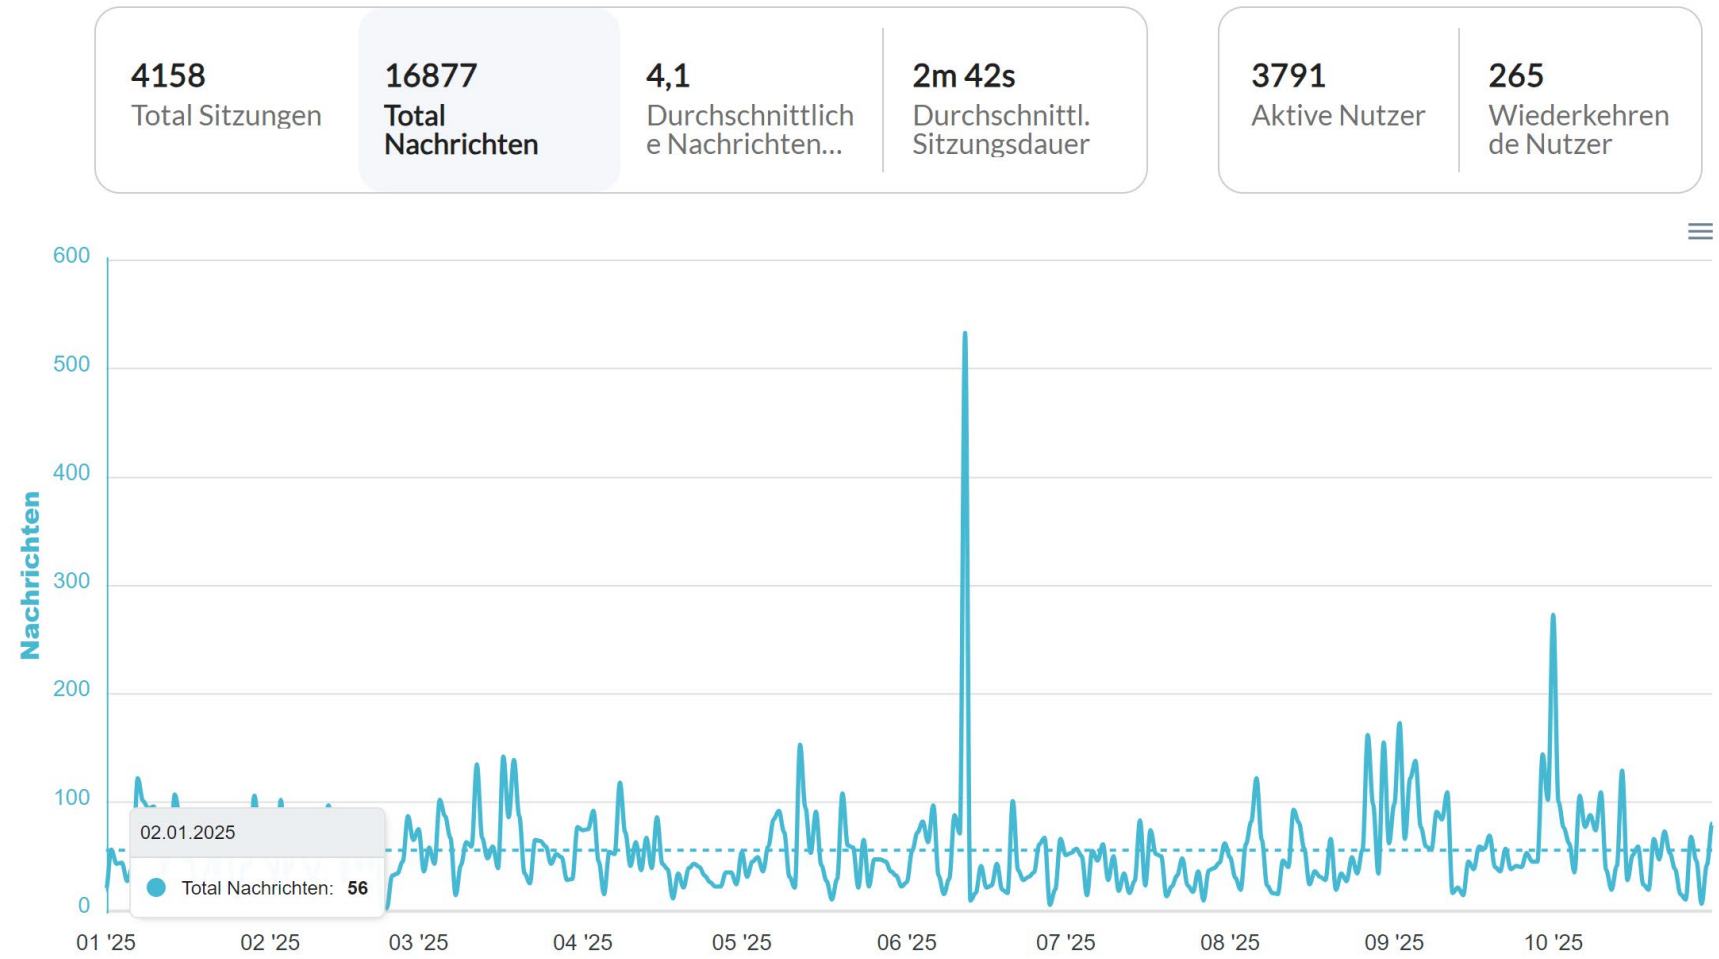 4158
Total Sitzungen
16877
Total
Nachrichten
4,1
Durchschnittlich
e Nachrichten...
2m 42s
Durchschnittl.
Sitzungsdauer
3791
Aktive Nutzer
265
Wiederkehren
de Nutzer
600
500
400
300
200
100
0
Nachrichten
02.01.2025
Total Nachrichten: 56
01 '25
02 '25
03 '25
04 '25
05 '25
06 '25
07 '25
08 '25
09 '25
10 '25